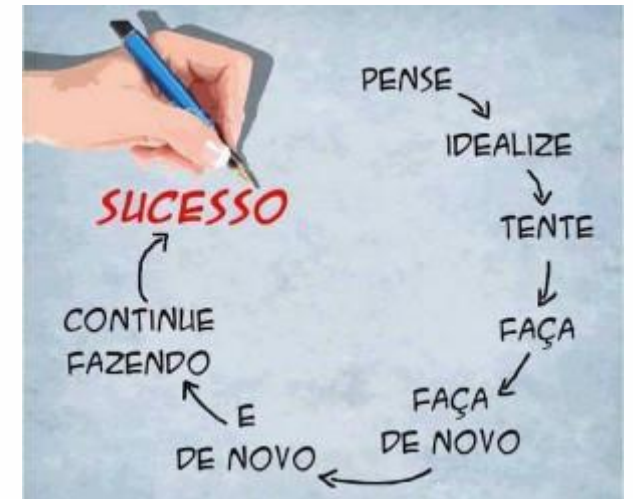 PENSE
IDEALIZE
TENTE
FAÇA
FAÇA
DE NOVO
E
DE NOVO
CONTINUE
FAZENDO
SUCESSO